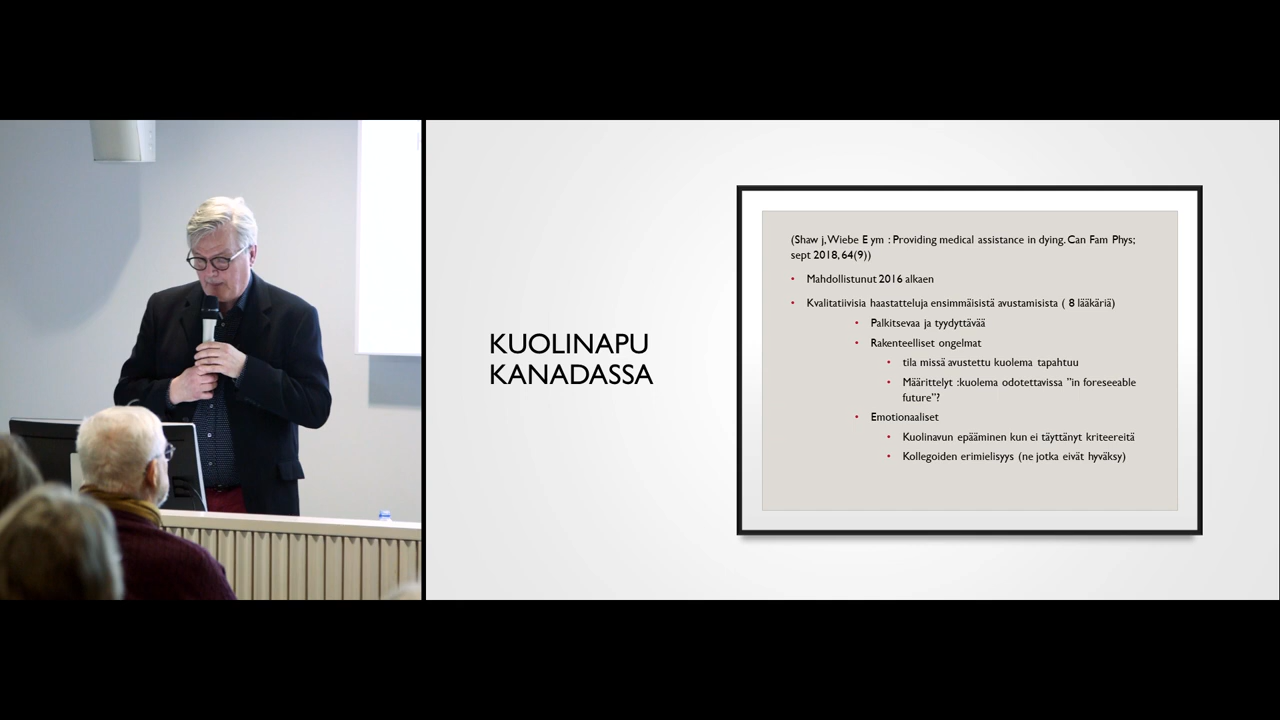 KUOLINAPU
KANADASSA
(Shaw j, Wiebe E ym : Providing medical assistance in dying. Can Fam Phys;
sept 2018, 64(9))
• Mahdollistunut 2016 alkaen
• Kvalitatiivisia haastatteluja ensimmäisistä avustamisista ( 8 lääkäriä)
• Palkitsevaa ja tyydyttävää
• Rakenteelliset ongelmat
• tila missä avustettu kuolema tapahtuu
• Määrittelyt :kuolema odotettavissa ”in foreseeable
future”?
• Emotionaaliset
• Kuolinavun epääminen kun ei täyttänyt kriteereitä
• Kollegoiden erimielisyys (ne jotka eivät hyväksy)